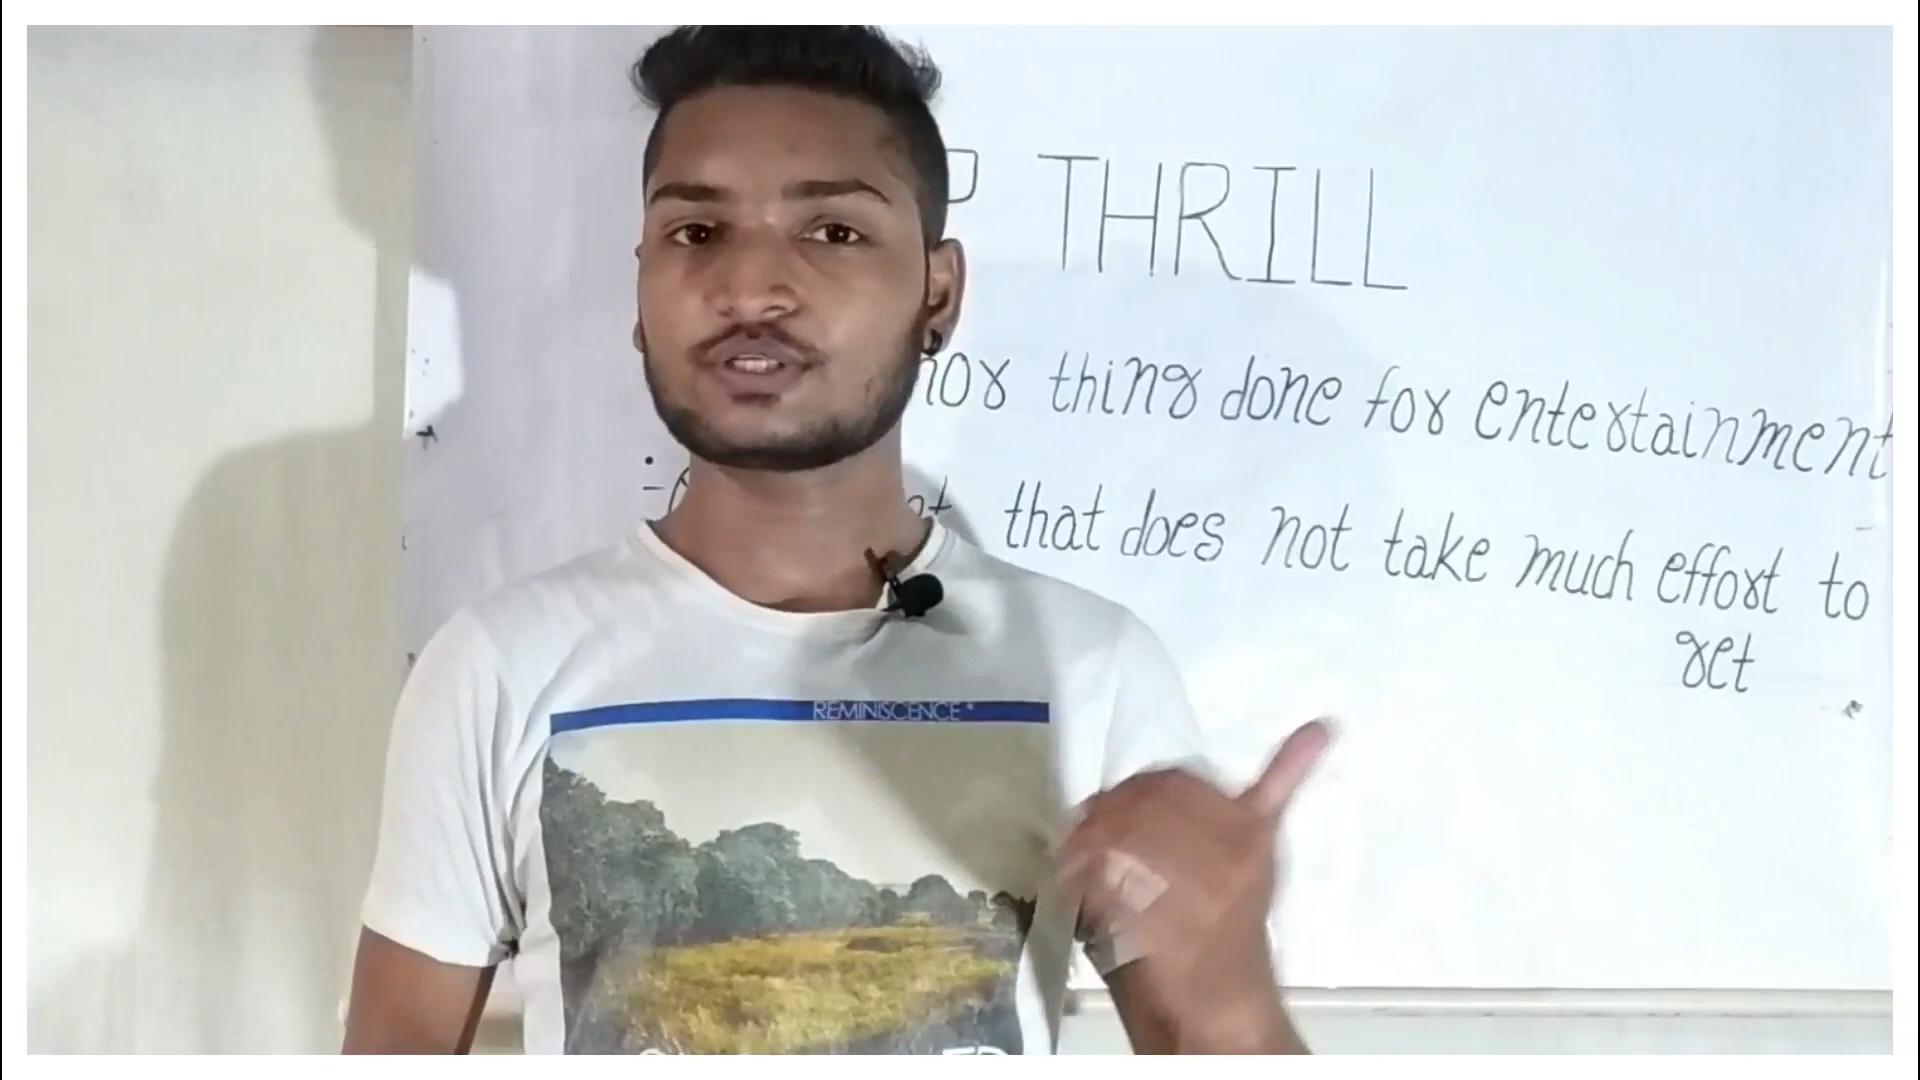 P THRILL
thing done for entertainment
that does not take much effort to
get
REMINISCENCE